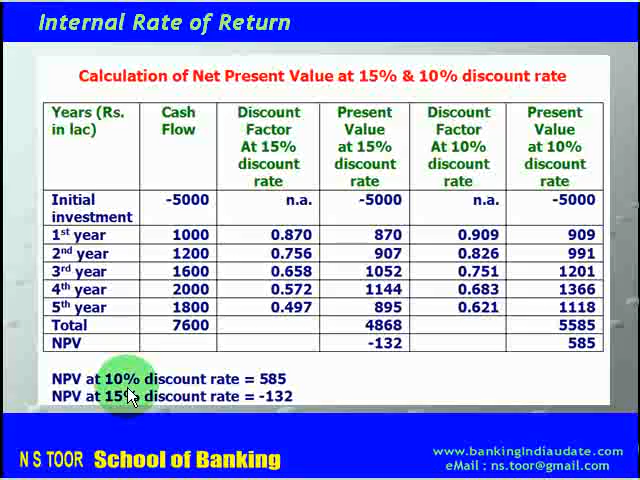 Internal Rate of Return
Calculation of Net Present Value at 15% & 10% discount rate
Years (Rs. in lac) Cash Flow Discount Factor At 15% discount rate Present Value at 15% discount rate Discount Factor At 10% discount rate Present Value at 10% discount rate
Initial investment -5000 n.a. -5000 n.a. -5000
1st year 1000 0.870 870 0.909 909
2nd year 1200 0.756 907 0.826 991
3rd year 1600 0.658 1052 0.751 1201
4th year 2000 0.572 1144 0.683 1366
5th year 1800 0.497 895 0.621 1118
Total 7600 4868 5585
NPV -132 585
NPV at 10% discount rate = 585
NPV at 15% discount rate = -132
N S TOOR School of Banking
www.bankingindiaudate.com
eMail : ns.toor@gmail.com